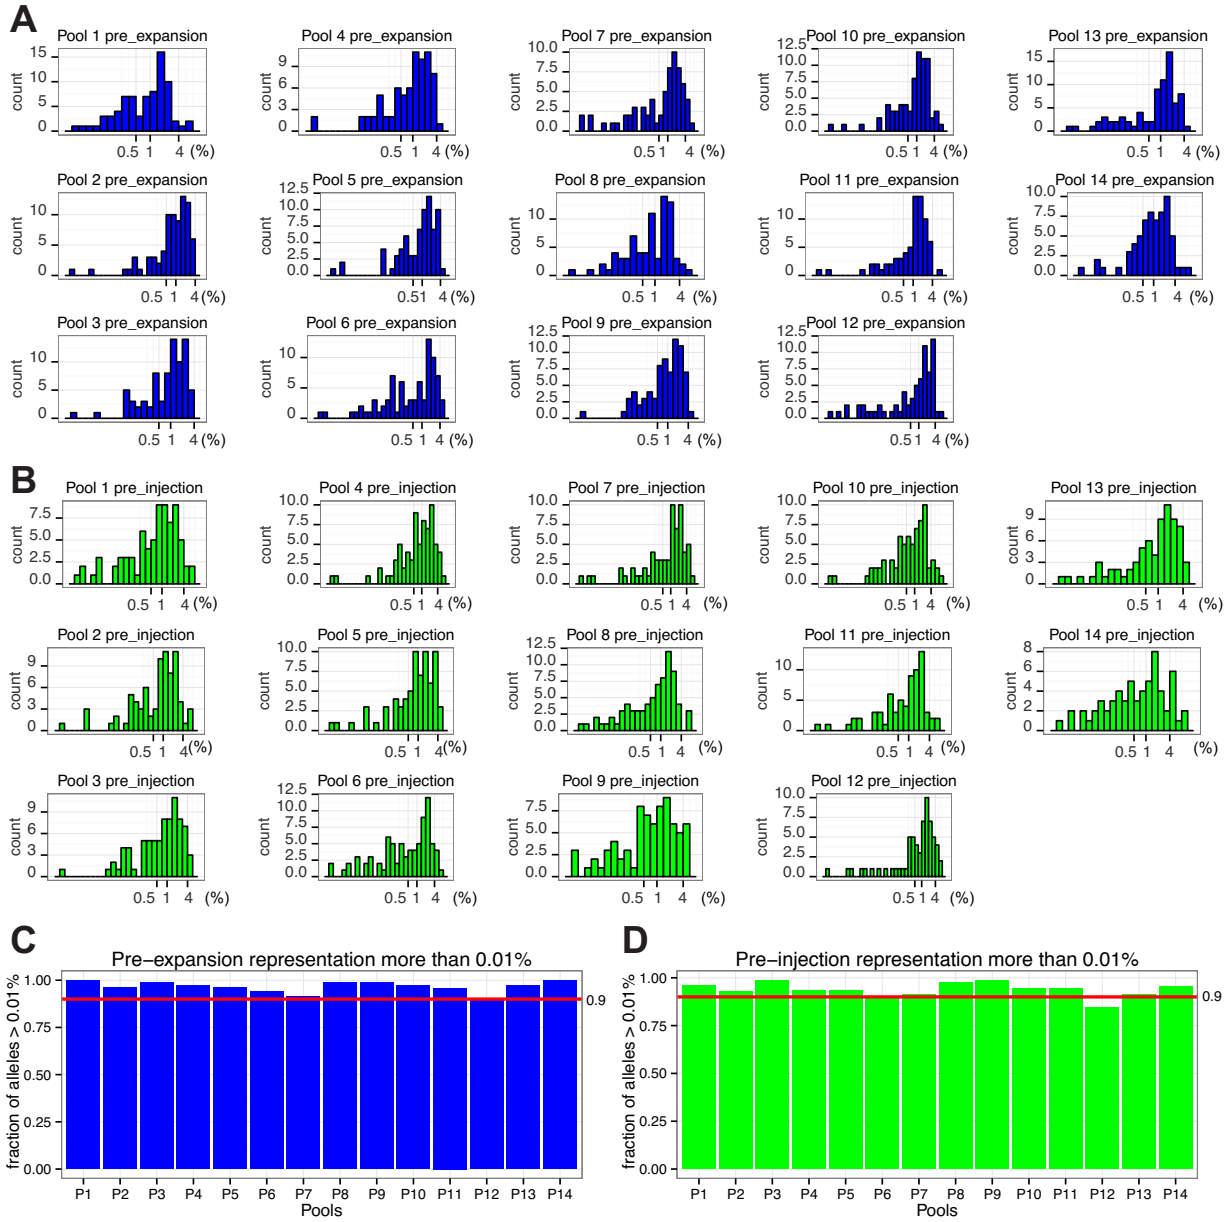 A
Pool 1 pre_expansion
15
10
5
0
count
0.5 1 4 (%)
Pool 4 pre_expansion
9
6
3
0
count
0.5 1 4 (%)
Pool 7 pre_expansion
10.0
7.5
5.0
2.5
0.0
count
0.5 1 4 (%)
Pool 10 pre_expansion
12.5
10.0
7.5
5.0
2.5
0.0
count
0.5 1 4 (%)
Pool 13 pre_expansion
15
10
5
0
count
0.5 1 4 (%)
Pool 2 pre_expansion
10
5
0
count
0.5 1 4 (%)
Pool 5 pre_expansion
12.5
10.0
7.5
5.0
2.5
0.0
count
0.51 4 (%)
Pool 8 pre_expansion
10
5
0
count
0.5 1 4 (%)
Pool 11 pre_expansion
10
5
0
count
0.5 1 4 (%)
Pool 14 pre_expansion
10.0
7.5
5.0
2.5
0.0
count
0.5 1 4 (%)
Pool 3 pre_expansion
10
5
0
count
0.5 1 4 (%)
Pool 6 pre_expansion
10
5
0
count
0.5 1 4 (%)
Pool 9 pre_expansion
12.5
10.0
7.5
5.0
2.5
0.0
count
0.5 1 4 (%)
Pool 12 pre_expansion
12.5
10.0
7.5
5.0
2.5
0.0
count
0.5 1 4 (%)
B
Pool 1 pre_injection
7.5
5.0
2.5
0.0
count
0.5 1 4 (%)
Pool 4 pre_injection
10.0
7.5
5.0
2.5
0.0
count
0.5 1 4 (%)
Pool 7 pre_injection
10.0
7.5
5.0
2.5
0.0
count
0.5 1 4 (%)
Pool 10 pre_injection
10.0
7.5
5.0
2.5
0.0
count
0.5 1 4 (%)
Pool 13 pre_injection
9
6
3
0
count
0.5 1 4 (%)
Pool 2 pre_injection
9
6
3
0
count
0.5 1 4(%)
Pool 5 pre_injection
10.0
7.5
5.0
2.5
0.0
count
0.5 1 4(%)
Pool 8 pre_injection
12.5
10.0
7.5
5.0
2.5
0.0
count
0.5 1 4 (%)
Pool 11 pre_injection
10
5
0
count
0.5 1 4 (%)
Pool 14 pre_injection
8
6
4
2
0
count
0.5 1 4 (%)
Pool 3 pre_injection
9
6
3
0
count
0.5 1 4 (%)
Pool 6 pre_injection
12.5
10.0
7.5
5.0
2.5
0.0
count
0.5 1 4 (%)
Pool 9 pre_injection
7.5
5.0
2.5
0.0
count
0.5 1 4 (%)
Pool 12 pre_injection
10.0
7.5
5.0
2.5
0.0
count
0.5 1 4 (%)
C
Pre−expansion representation more than 0.01%
1.00
0.75
0.50
0.25
0.00
fraction of alleles > 0.01%
0.9
P1 P2 P3 P4 P5 P6 P7 P8 P9 P10 P11 P12 P13 P14
Pools
D
Pre−injection representation more than 0.01%
1.00
0.75
0.50
0.25
0.00
fraction of alleles > 0.01%
0.9
P1 P2 P3 P4 P5 P6 P7 P8 P9 P10 P11 P12 P13 P14
Pools